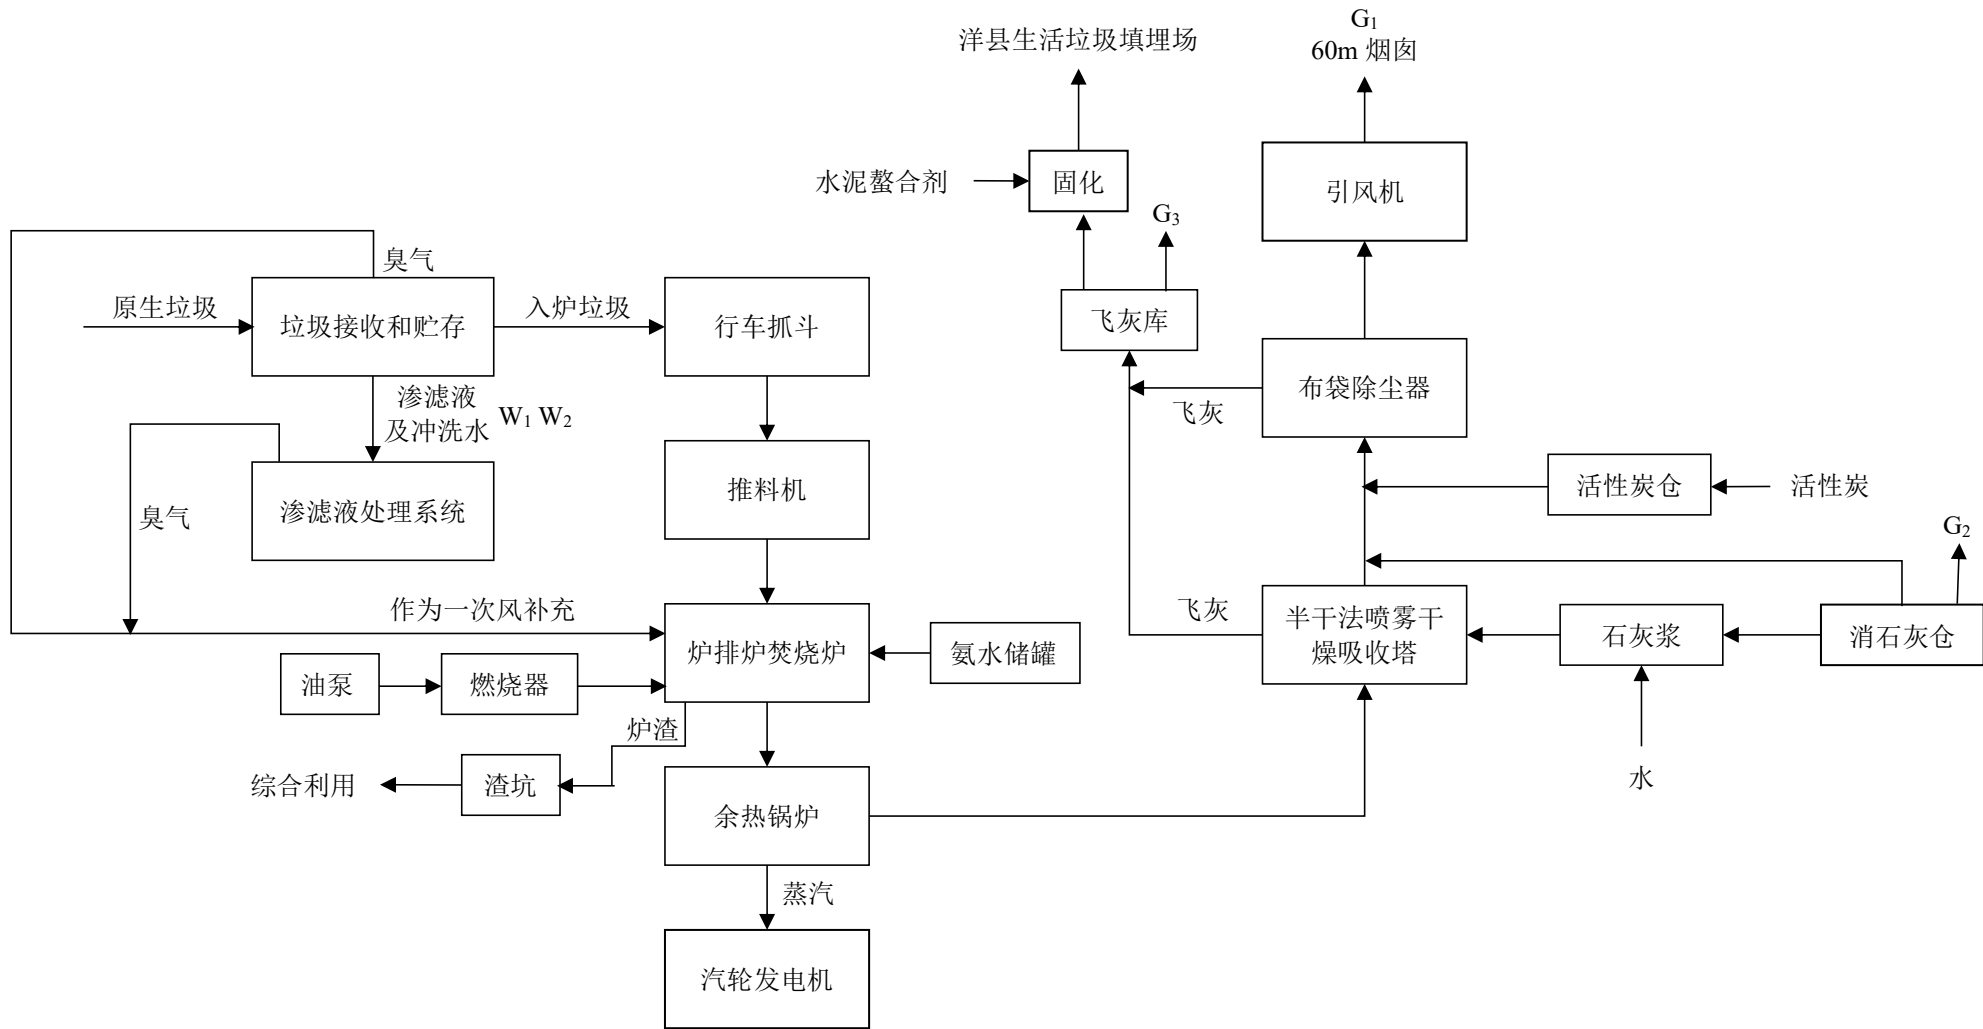 G₁
洋县生活垃圾填埋场
60m 烟囱
水泥螯合剂
固化
引风机
G₃
臭气
原生垃圾
入炉垃圾
垃圾接收和贮存
行车抓斗
飞灰库
布袋除尘器
渗滤液
及冲洗水
W₁ W₂
飞灰
推料机
活性炭仓
活性炭
渗滤液处理系统
臭气
G₂
作为一次风补充
飞灰
半干法喷雾干
燥吸收塔
石灰浆
消石灰仓
炉排炉焚烧炉
氨水储罐
油泵
燃烧器
炉渣
综合利用
渣坑
水
余热锅炉
蒸汽
汽轮发电机